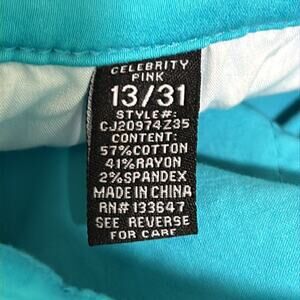 CELEBRITY
PINK
13/31
STYLE#:
CJ20974Z35
CONTENT:
57%COTTON
41%RAYON
2%SPANDEX
MADE IN CHINA
RN# 133647
SEE REVERSE
FOR CARE